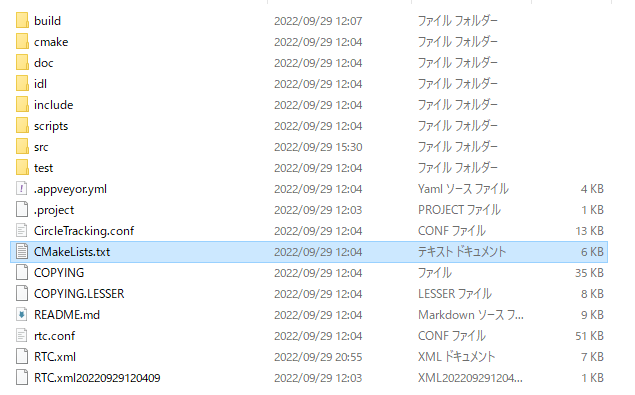 build 2022/09/29 12:07 ファイル フォルダー
cmake 2022/09/29 12:04 ファイル フォルダー
doc 2022/09/29 12:04 ファイル フォルダー
idl 2022/09/29 12:04 ファイル フォルダー
include 2022/09/29 12:04 ファイル フォルダー
scripts 2022/09/29 12:04 ファイル フォルダー
src 2022/09/29 15:30 ファイル フォルダー
test 2022/09/29 12:04 ファイル フォルダー
.appveyor.yml 2022/09/29 12:04 Yaml ソース ファイル 4 KB
.project 2022/09/29 12:03 PROJECT ファイル 1 KB
CircleTracking.conf 2022/09/29 12:04 CONF ファイル 13 KB
CMakeLists.txt 2022/09/29 12:04 テキスト ドキュメント 6 KB
COPYING 2022/09/29 12:04 ファイル 35 KB
COPYING.LESSER 2022/09/29 12:04 LESSER ファイル 8 KB
README.md 2022/09/29 12:04 Markdown ソース フ... 9 KB
rtc.conf 2022/09/29 12:04 CONF ファイル 51 KB
RTC.xml 2022/09/29 20:55 XML ドキュメント 7 KB
RTC.xml20220929120409 2022/09/29 12:03 XML202209291204... 1 KB